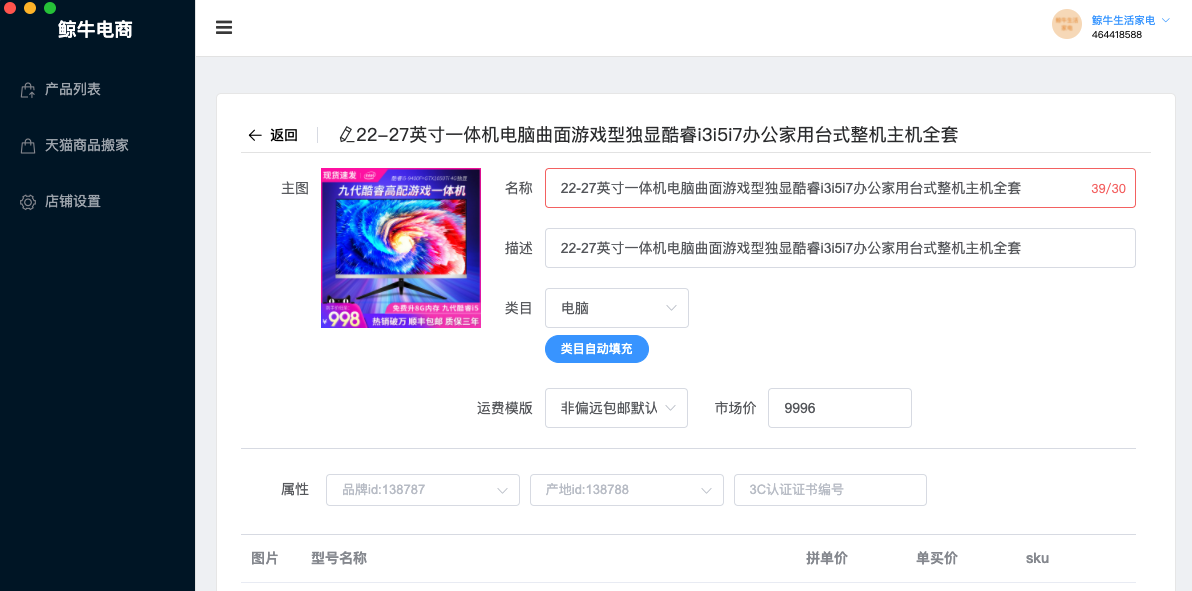 鲸牛电商
鲸牛生活家电
464418588
产品列表
天猫商品搬家
店铺设置
返回
22-27英寸一体机电脑曲面游戏型独显酷睿i3i5i7办公家用台式整机主机全套
主图
现货速发
九代酷睿高配游戏一体机
免费升8G内存 九代酷睿i5
¥998
热销破万 顺丰包邮 质保三年
名称
22-27英寸一体机电脑曲面游戏型独显酷睿i3i5i7办公家用台式整机主机全套
39/30
描述
22-27英寸一体机电脑曲面游戏型独显酷睿i3i5i7办公家用台式整机主机全套
类目
电脑
类目自动填充
运费模版
非偏远包邮默认
市场价
9996
属性
品牌id:138787
产地id:138788
3C认证证书编号
图片
型号名称
拼单价
单买价
sku